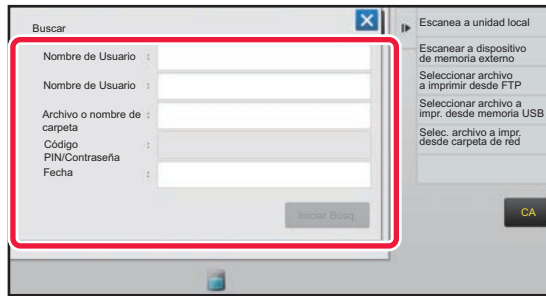 Buscar
Nombre de Usuario :
Nombre de Usuario :
Archivo o nombre de :
carpeta
Código :
PIN/Contraseña
Fecha :
Iniciar Búsq.
Escanea a unidad local
Escanear a dispositivo
de memoria externo
Seleccionar archivo
a imprimir desde FTP
Seleccionar archivo a
impr. desde memoria USB
Selec. archivo a impr.
desde carpeta de red
CA